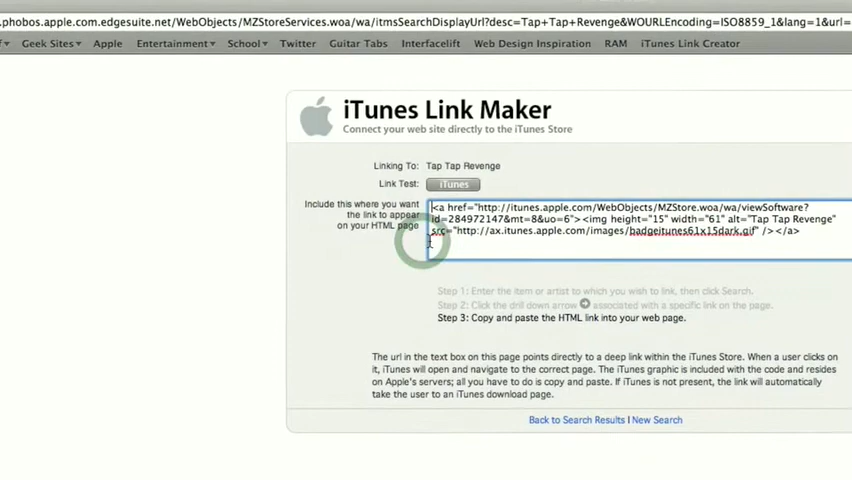 .phobos.apple.com.edgesuite.net/WebObjects/MZStoreServices.woa/wa/itmsSearchDisplayUrl?desc=Tap+Tap+Revenge&WOURLEncoding=ISO8859_1&lang=1&url=
Geek Sites Apple Entertainment School Twitter Guitar Tabs Interfacelift Web Design Inspiration RAM iTunes Link Creator
iTunes Link Maker
Connect your web site directly to the iTunes Store
Linking To: Tap Tap Revenge
Link Test: iTunes
Include this where you want
the link to appear
on your HTML page
<a href="http://itunes.apple.com/WebObjects/MZStore.woa/wa/viewSoftware?
id=284972147&mt=8&uo=6"><img height="15" width="61" alt="Tap Tap Revenge"
src="http://ax.itunes.apple.com/images/badgeitunes61x15dark.gif" /></a>
Step 1: Enter the item or artist to which you wish to link, then click Search.
Step 2: Click the drill down arrow associated with a specific link on the page.
Step 3: Copy and paste the HTML link into your web page.
The url in the text box on this page points directly to a deep link within the iTunes Store. When a user clicks on
it, iTunes will open and navigate to the correct page. The iTunes graphic is included with the code and resides
on Apple's servers; all you have to do is copy and paste. If iTunes is not present, the link will automatically
take the user to an iTunes download page.
Back to Search Results | New Search